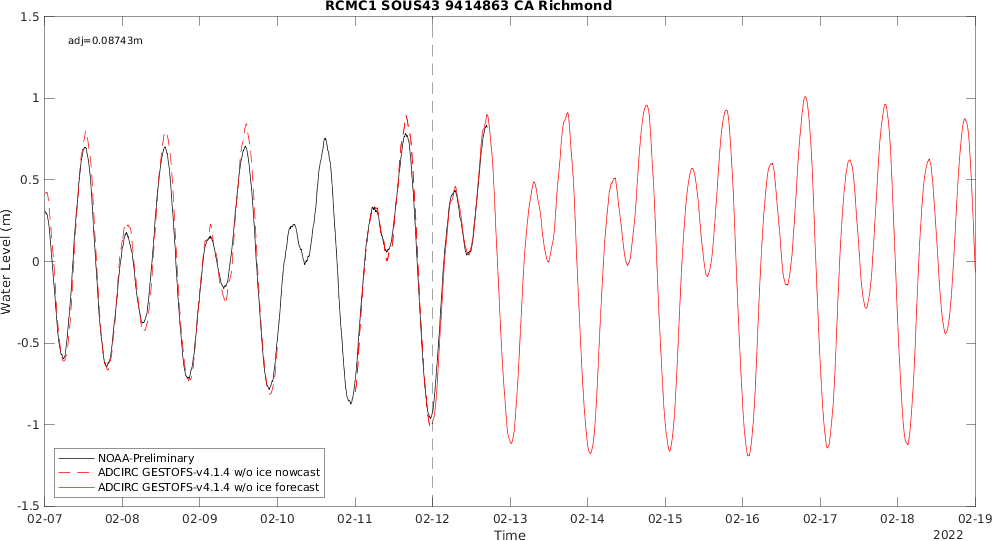 RCMC1 SOUS43 9414863 CA Richmond
adj=0.08743m
1.5
1
0.5
0
-0.5
-1
-1.5
Water Level (m)
NOAA-Preliminary
ADCIRC GESTOFS-v4.1.4 w/o ice nowcast
ADCIRC GESTOFS-v4.1.4 w/o ice forecast
02-07 02-08 02-09 02-10 02-11 02-12 02-13 02-14 02-15 02-16 02-17 02-18 02-19
Time
2022